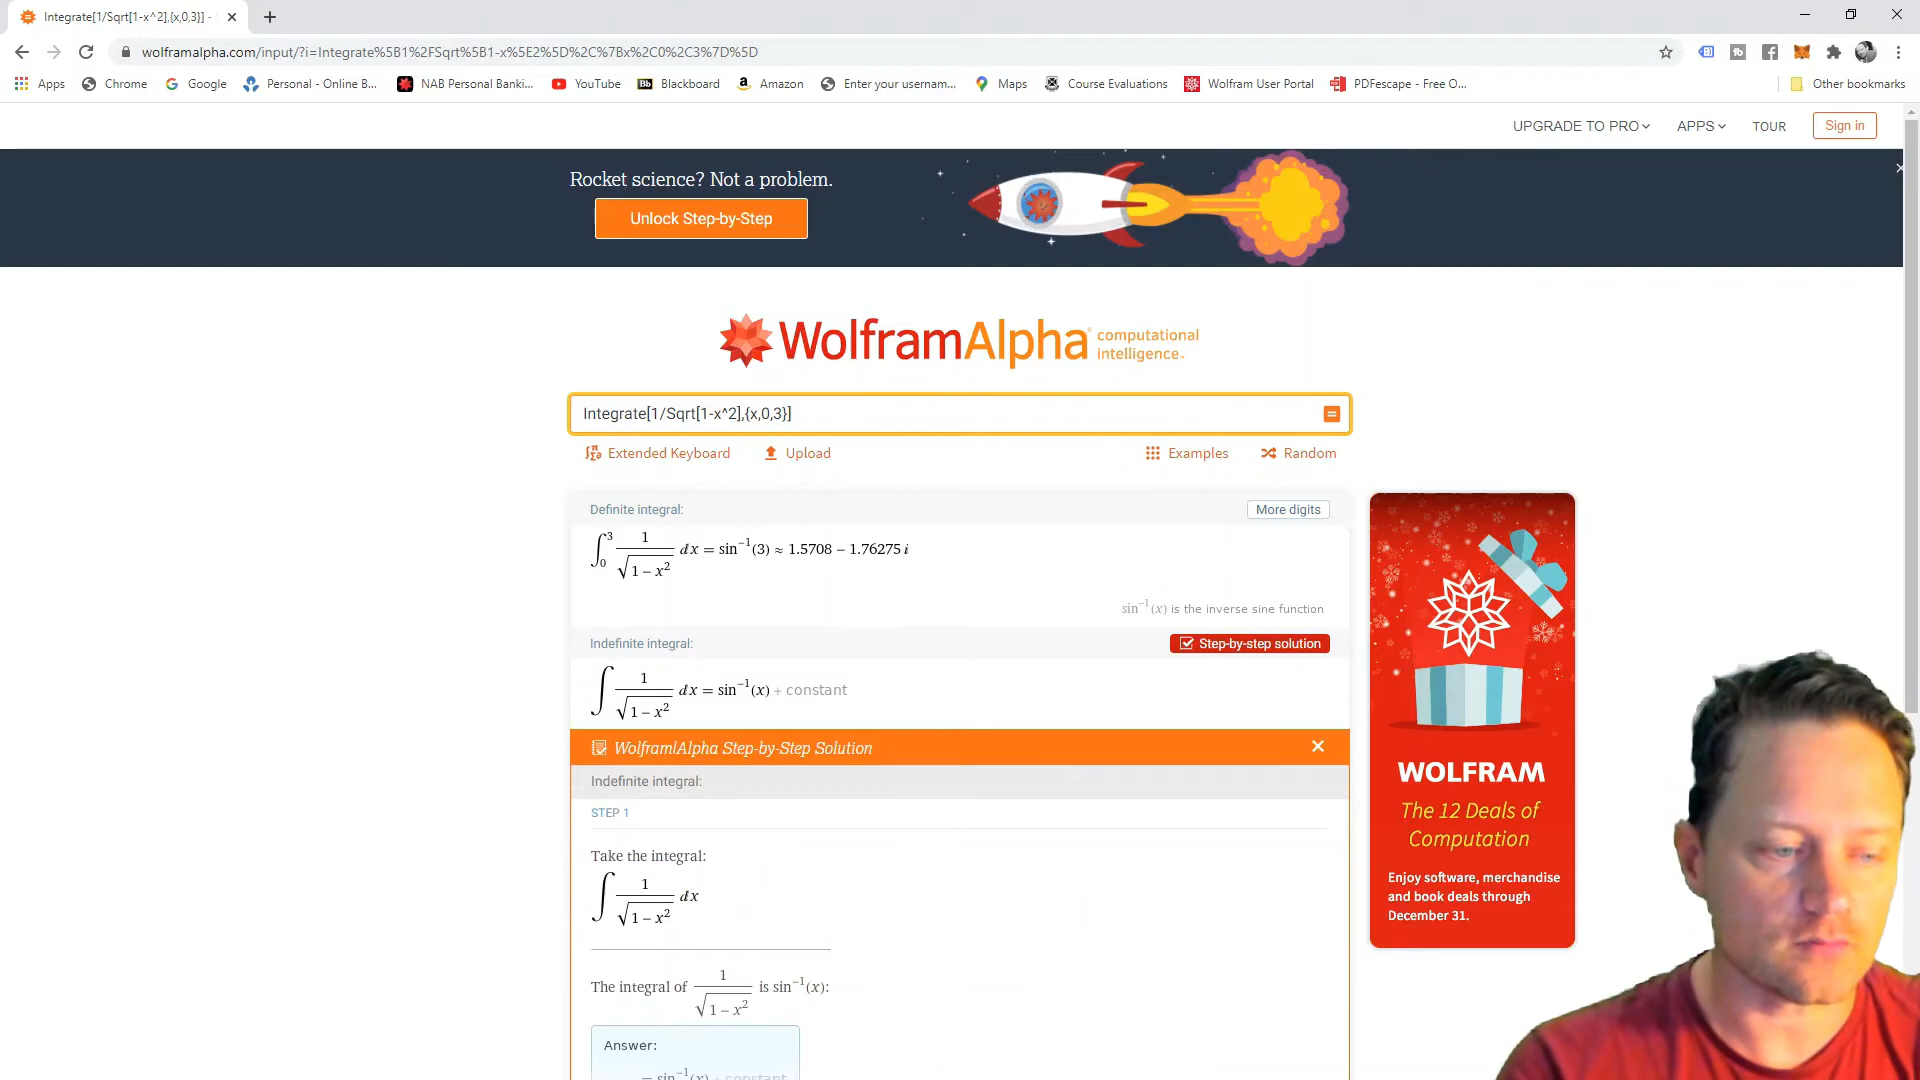 Integrate[1/Sqrt[1-x^2],{x,0,3}] -
wolframalpha.com/input/?i=Integrate%5B1%2FSqrt%5B1-x%5E2%5D%2C%7Bx%2C0%2C3%7D%5D
Apps Chrome Google Personal - Online B... NAB Personal Banki... YouTube Bb Blackboard Amazon Enter your usernam... Maps Course Evaluations Wolfram User Portal PDFescape - Free O... Other bookmarks
UPGRADE TO PRO APPS TOUR Sign in
Rocket science? Not a problem.
Unlock Step-by-Step
WolframAlpha computational intelligence.
Integrate[1/Sqrt[1-x^2],{x,0,3}] =
Extended Keyboard Upload Examples Random
Definite integral: More digits
∫₀³ 1/√(1 − x²) dx = sin⁻¹(3) ≈ 1.5708 − 1.76275 i
sin⁻¹(x) is the inverse sine function
Indefinite integral: Step-by-step solution
∫ 1/√(1 − x²) dx = sin⁻¹(x) + constant
Wolfram|Alpha Step-by-Step Solution
Indefinite integral:
STEP 1
Take the integral:
∫ 1/√(1 − x²) dx
The integral of 1/√(1 − x²) is sin⁻¹(x):
Answer:
= sin⁻¹(x) + constant
WOLFRAM
The 12 Deals of
Computation
Enjoy software, merchandise
and book deals through
December 31.